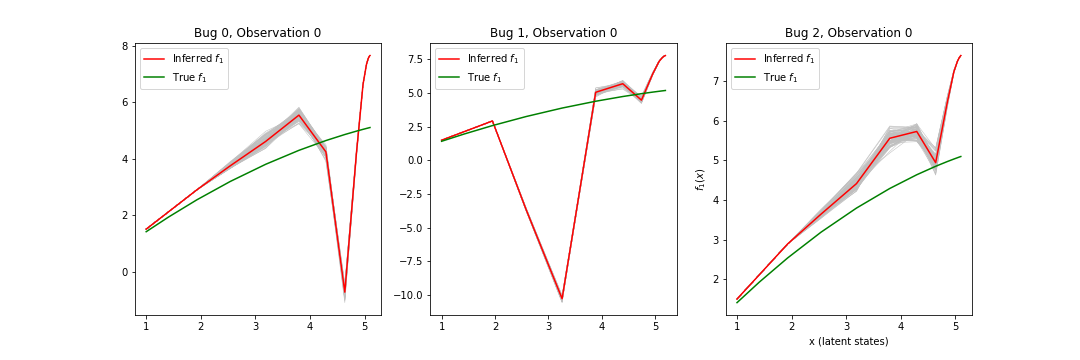 Bug 0, Observation 0
Inferred f₁
True f₁
8
6
4
2
0
1 2 3 4 5
Bug 1, Observation 0
Inferred f₁
True f₁
7.5
5.0
2.5
0.0
−2.5
−5.0
−7.5
−10.0
1 2 3 4 5
Bug 2, Observation 0
Inferred f₁
True f₁
f₁(x)
7
6
5
4
3
2
1 2 3 4 5
x (latent states)